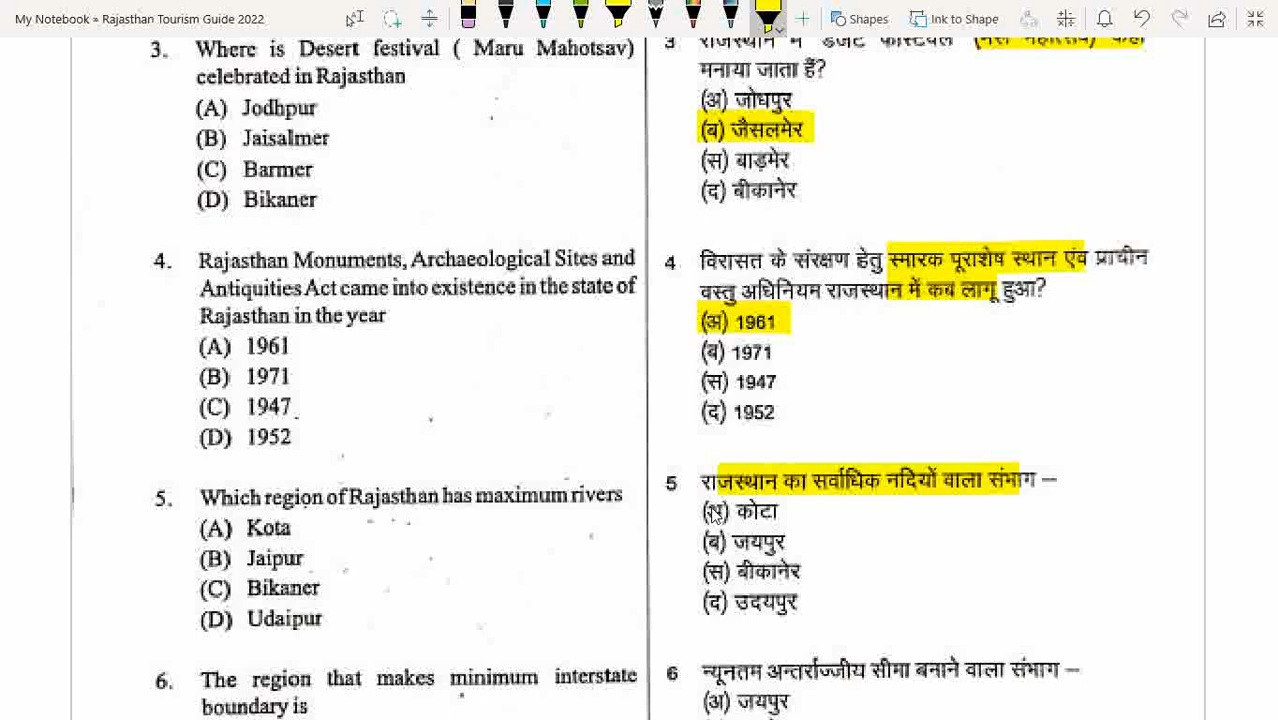 My Notebook » Rajasthan Tourism Guide 2022
Shapes
Ink to Shape
3. Where is Desert festival ( Maru Mahotsav)
celebrated in Rajasthan
(A) Jodhpur
(B) Jaisalmer
(C) Barmer
(D) Bikaner
4. Rajasthan Monuments, Archaeological Sites and
Antiquities Act came into existence in the state of
Rajasthan in the year
(A) 1961
(B) 1971
(C) 1947
(D) 1952
5. Which region of Rajasthan has maximum rivers
(A) Kota
(B) Jaipur
(C) Bikaner
(D) Udaipur
6. The region that makes minimum interstate
boundary is
3 राजस्थान में डेजर्ट फेस्टिवल
मनाया जाता हैं?
(अ) जोधपुर
(ब) जैसलमेर
(स) बाड़मेर
(द) बीकानेर
4 विरासत के संरक्षण हेतु स्मारक पूराशेष स्थान एंव प्राचीन
वस्तु अधिनियम राजस्थान में कब लागू हुआ?
(अ) 1961
(ब) 1971
(स) 1947
(द) 1952
5 राजस्थान का सर्वाधिक नदियों वाला संभाग –
(अ) कोटा
(ब) जयपुर
(स) बीकानेर
(द) उदयपुर
6 न्यूनतम अन्तर्राज्जीय सीमा बनाने वाला संभाग –
(अ) जयपुर